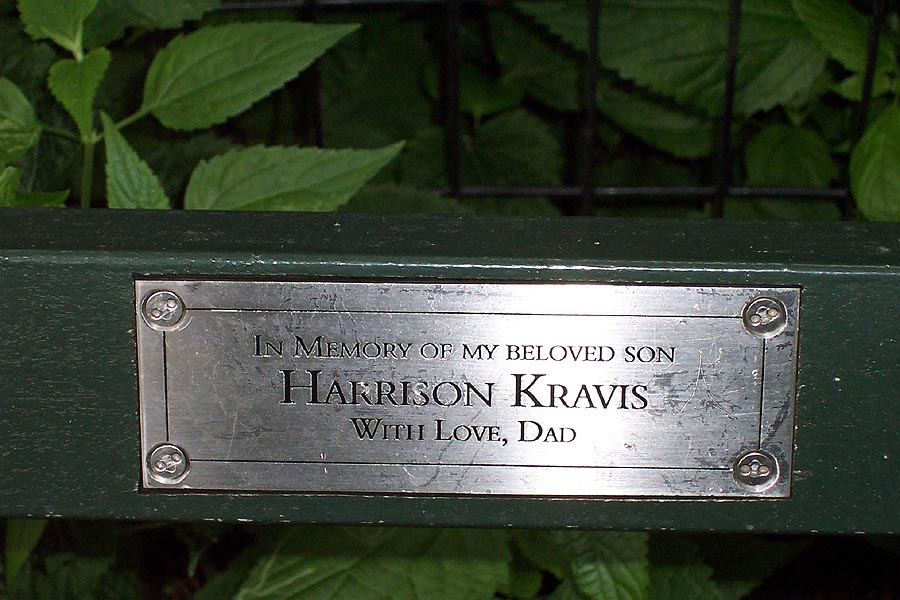 In Memory of my beloved son
Harrison Kravis
With Love, Dad